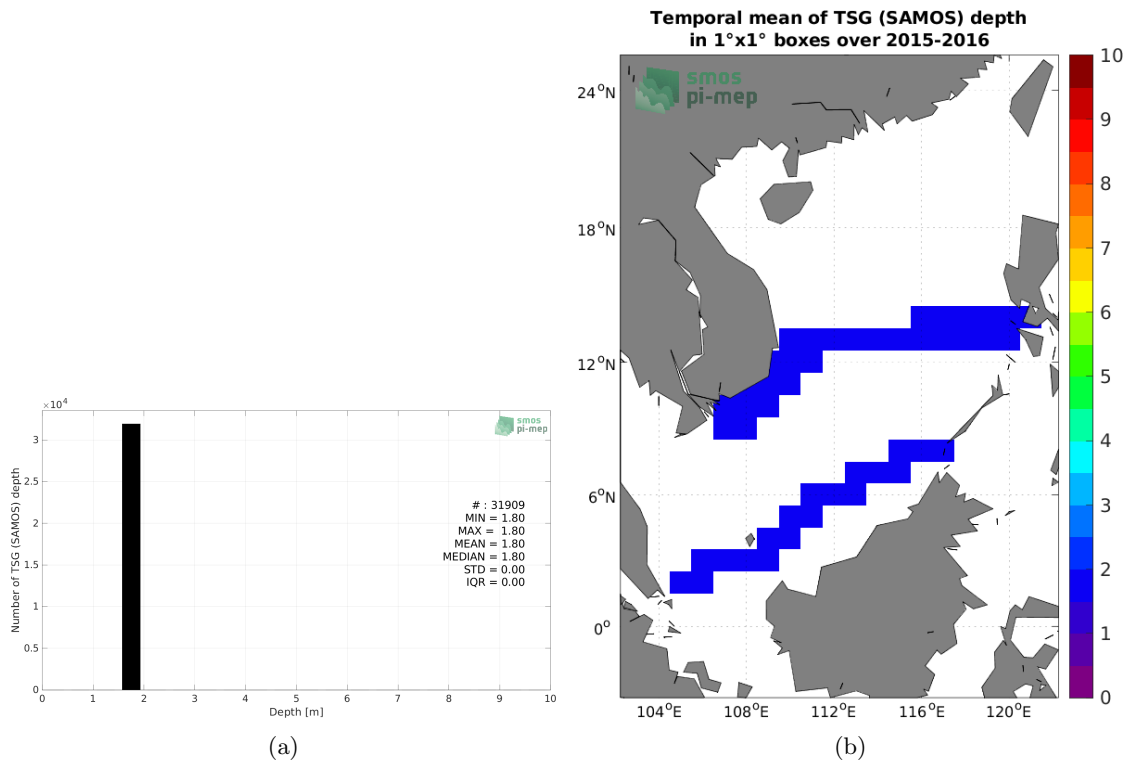 ×10⁴
3
2.5
2
1.5
1
0.5
0
Number of TSG (SAMOS) depth
smos
pi-mep
# : 31909
MIN = 1.80
MAX = 1.80
MEAN = 1.80
MEDIAN = 1.80
STD = 0.00
IQR = 0.00
0 1 2 3 4 5 6 7 8 9 10
Depth [m]
(a)
Temporal mean of TSG (SAMOS) depth
in 1°x1° boxes over 2015-2016
smos
pi-mep
24°N
18°N
12°N
6°N
0°
104°E 108°E 112°E 116°E 120°E
10
9
8
7
6
5
4
3
2
1
0
(b)